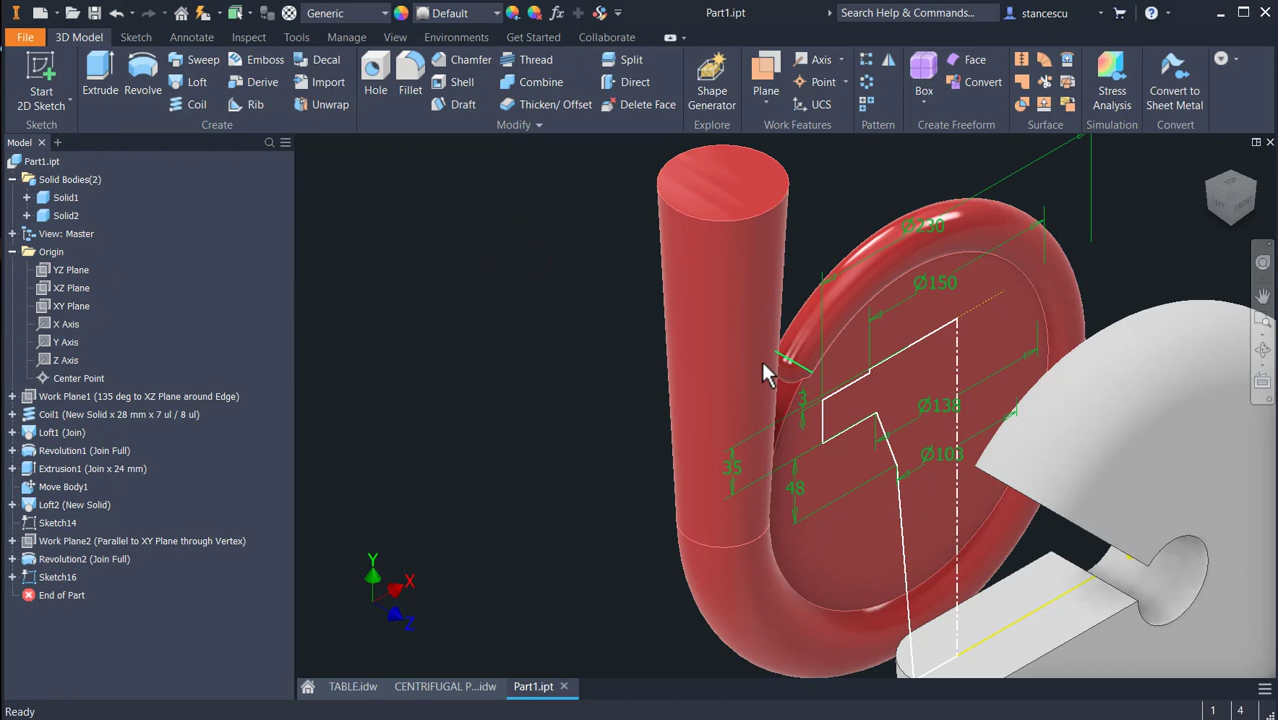 Generic Default Part1.ipt Search Help & Commands... stancescu
File 3D Model Sketch Annotate Inspect Tools Manage View Environments Get Started Collaborate
Start
2D Sketch
Sketch
Extrude
Revolve
Sweep
Loft
Coil
Emboss
Derive
Rib
Decal
Import
Unwrap
Create
Hole
Fillet
Chamfer
Shell
Draft
Thread
Combine
Thicken/ Offset
Split
Direct
Delete Face
Modify
Shape
Generator
Explore
Plane
Axis
Point
UCS
Work Features
Pattern
Box
Face
Convert
Create Freeform
Surface
Stress
Analysis
Simulation
Convert to
Sheet Metal
Convert
Model
Part1.ipt
Solid Bodies(2)
Solid1
Solid2
View: Master
Origin
YZ Plane
XZ Plane
XY Plane
X Axis
Y Axis
Z Axis
Center Point
Work Plane1 (135 deg to XZ Plane around Edge)
Coil1 (New Solid x 28 mm x 7 ul / 8 ul)
Loft1 (Join)
Revolution1 (Join Full)
Extrusion1 (Join x 24 mm)
Move Body1
Loft2 (New Solid)
Sketch14
Work Plane2 (Parallel to XY Plane through Vertex)
Revolution2 (Join Full)
Sketch16
End of Part
Ø230
Ø150
3
Ø138
Ø103
35
48
Y
X
Z
FRONT
TABLE.idw CENTRIFUGAL P...idw Part1.ipt
Ready 1 4